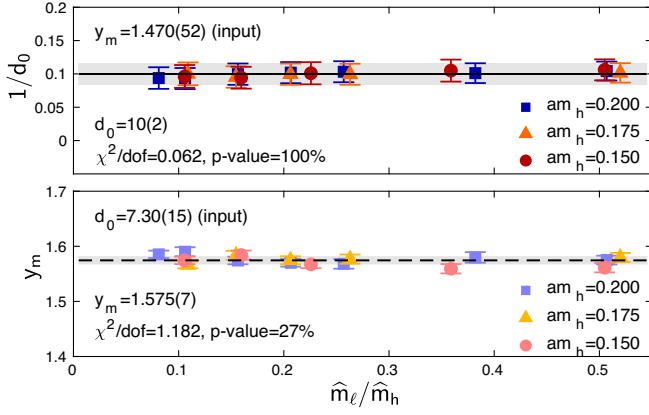 0.2
y_m=1.470(52) (input)
0.15
1/d_0
0.1
0.05
am_h=0.200
am_h=0.175
d_0=10(2)
0
χ^2/dof=0.062, p-value=100%
am_h=0.150
1.7
d_0=7.30(15) (input)
1.6
y_m
1.5
am_h=0.200
y_m=1.575(7)
am_h=0.175
χ^2/dof=1.182, p-value=27%
am_h=0.150
1.4
0.1 0.2 0.3 0.4 0.5
m̂_ℓ/m̂_h